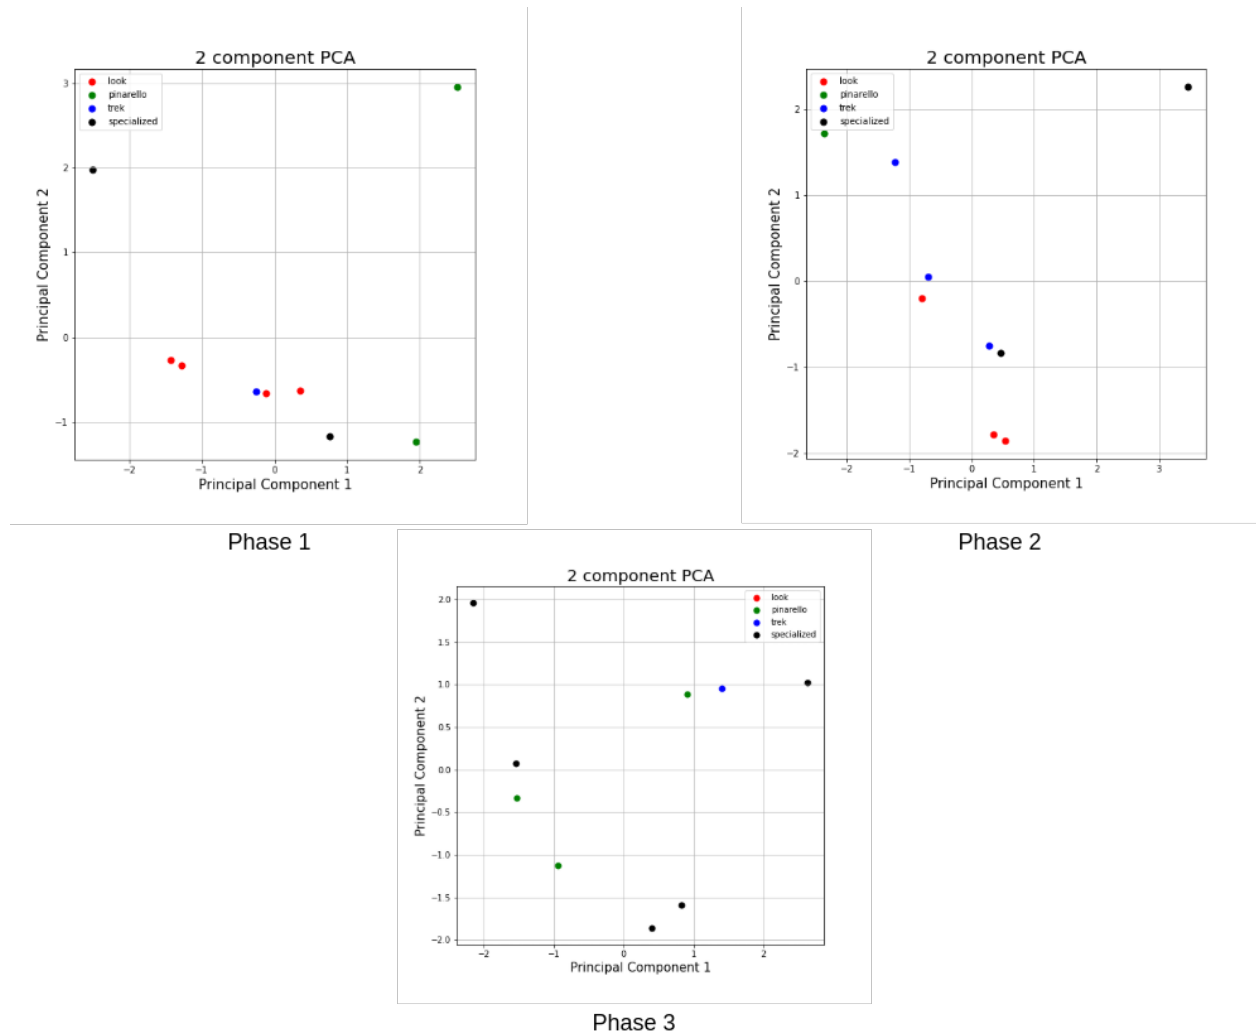 2 component PCA
look
pinarello
trek
specialized
3
2
1
0
−1
−2
−1
0
1
2
Principal Component 2
Principal Component 1
Phase 1
2 component PCA
look
pinarello
trek
specialized
2
1
0
−1
−2
−2
−1
0
1
2
3
Principal Component 2
Principal Component 1
Phase 2
2 component PCA
look
pinarello
trek
specialized
2.0
1.5
1.0
0.5
0.0
−0.5
−1.0
−1.5
−2.0
−2
−1
0
1
2
Principal Component 2
Principal Component 1
Phase 3